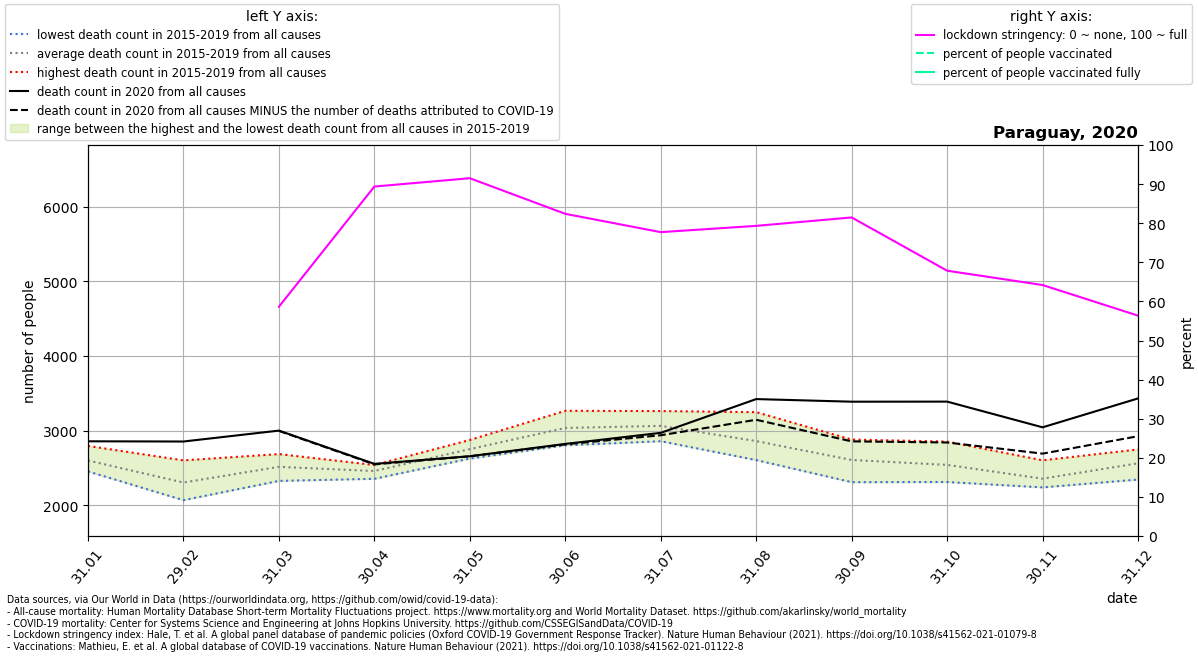 left Y axis:
lowest death count in 2015-2019 from all causes
average death count in 2015-2019 from all causes
highest death count in 2015-2019 from all causes
death count in 2020 from all causes
death count in 2020 from all causes MINUS the number of deaths attributed to COVID-19
range between the highest and the lowest death count from all causes in 2015-2019
right Y axis:
lockdown stringency: 0 ~ none, 100 ~ full
percent of people vaccinated
percent of people vaccinated fully
Paraguay, 2020
number of people
6000
5000
4000
3000
2000
100
90
80
70
60
50
40
30
20
10
0
percent
31.01
29.02
31.03
30.04
31.05
30.06
31.07
31.08
30.09
31.10
30.11
31.12
date
Data sources, via Our World in Data (https://ourworldindata.org, https://github.com/owid/covid-19-data):
- All-cause mortality: Human Mortality Database Short-term Mortality Fluctuations project. https://www.mortality.org and World Mortality Dataset. https://github.com/akarlinsky/world_mortality
- COVID-19 mortality: Center for Systems Science and Engineering at Johns Hopkins University. https://github.com/CSSEGISandData/COVID-19
- Lockdown stringency index: Hale, T. et al. A global panel database of pandemic policies (Oxford COVID-19 Government Response Tracker). Nature Human Behaviour (2021). https://doi.org/10.1038/s41562-021-01079-8
- Vaccinations: Mathieu, E. et al. A global database of COVID-19 vaccinations. Nature Human Behaviour (2021). https://doi.org/10.1038/s41562-021-01122-8